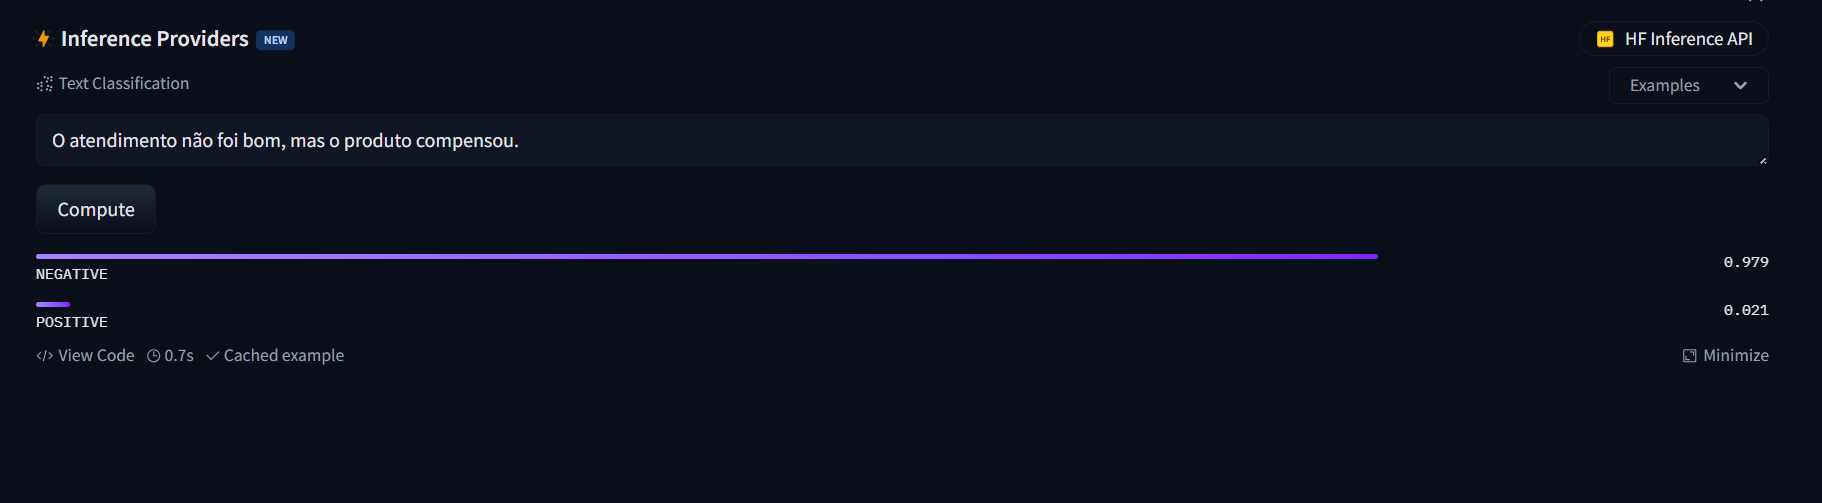 Inference Providers NEW
HF HF Inference API
Text Classification
Examples
O atendimento não foi bom, mas o produto compensou.
Compute
NEGATIVE 0.979
POSITIVE 0.021
</> View Code 0.7s Cached example
Minimize